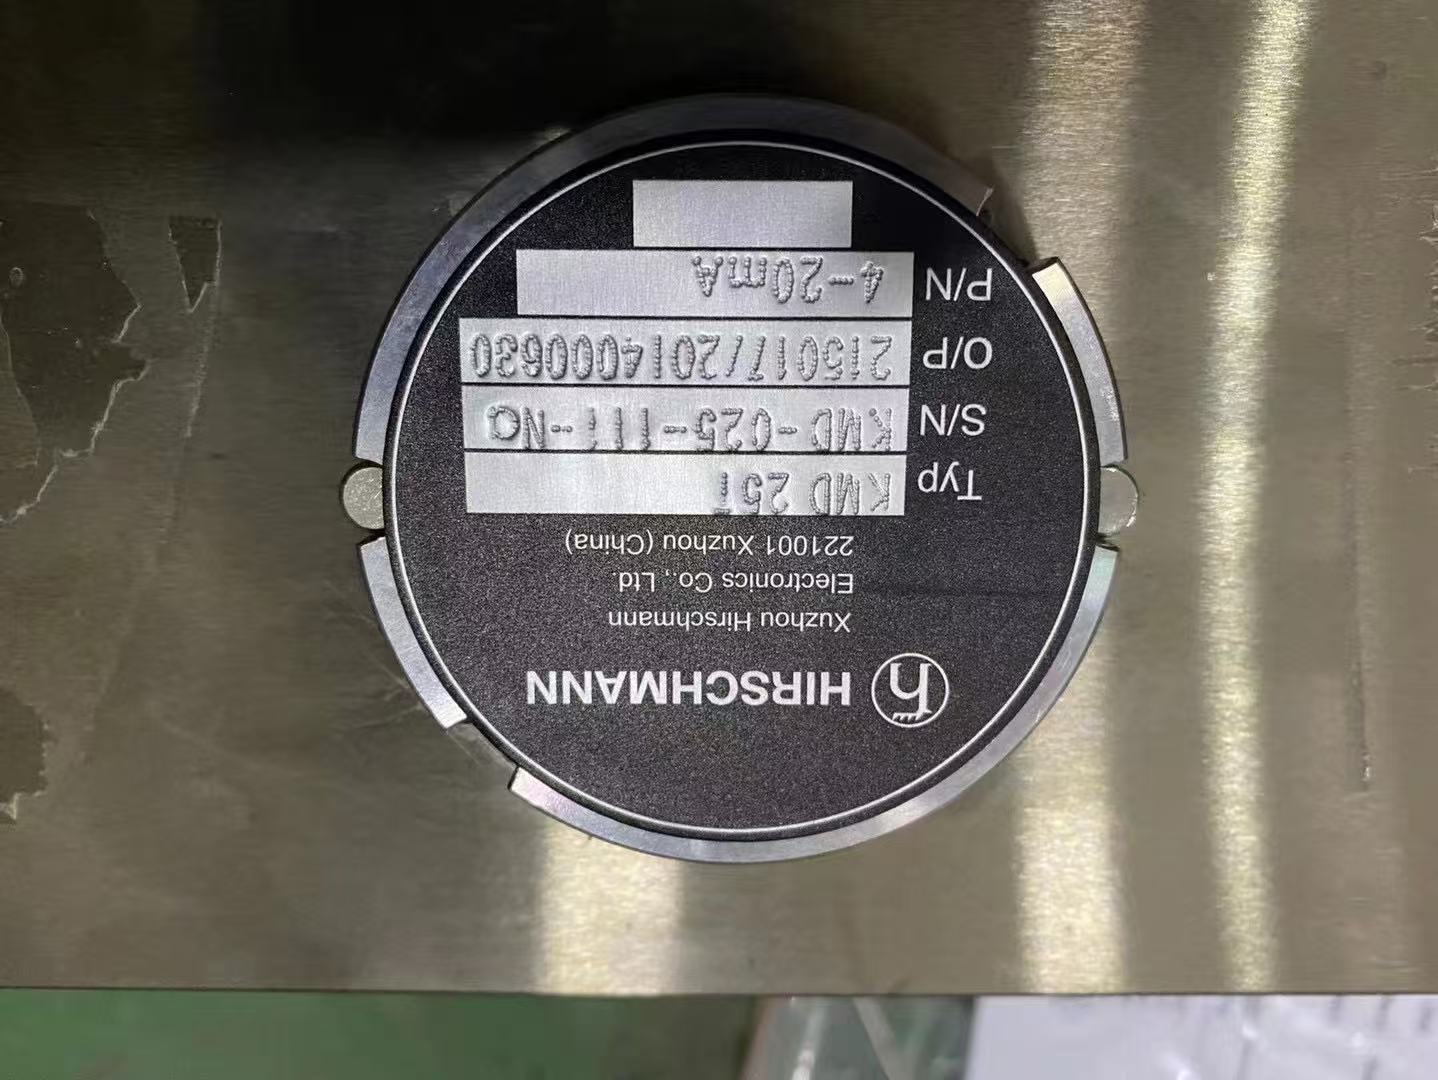 HIRSCHMANN
Xuzhou Hirschmann
Electronics Co., Ltd.
221001 Xuzhou (China)
Typ KMD 25T
S/N KMD-025-111-NQ
O/P 215017/2014000630
P/N 4-20mA